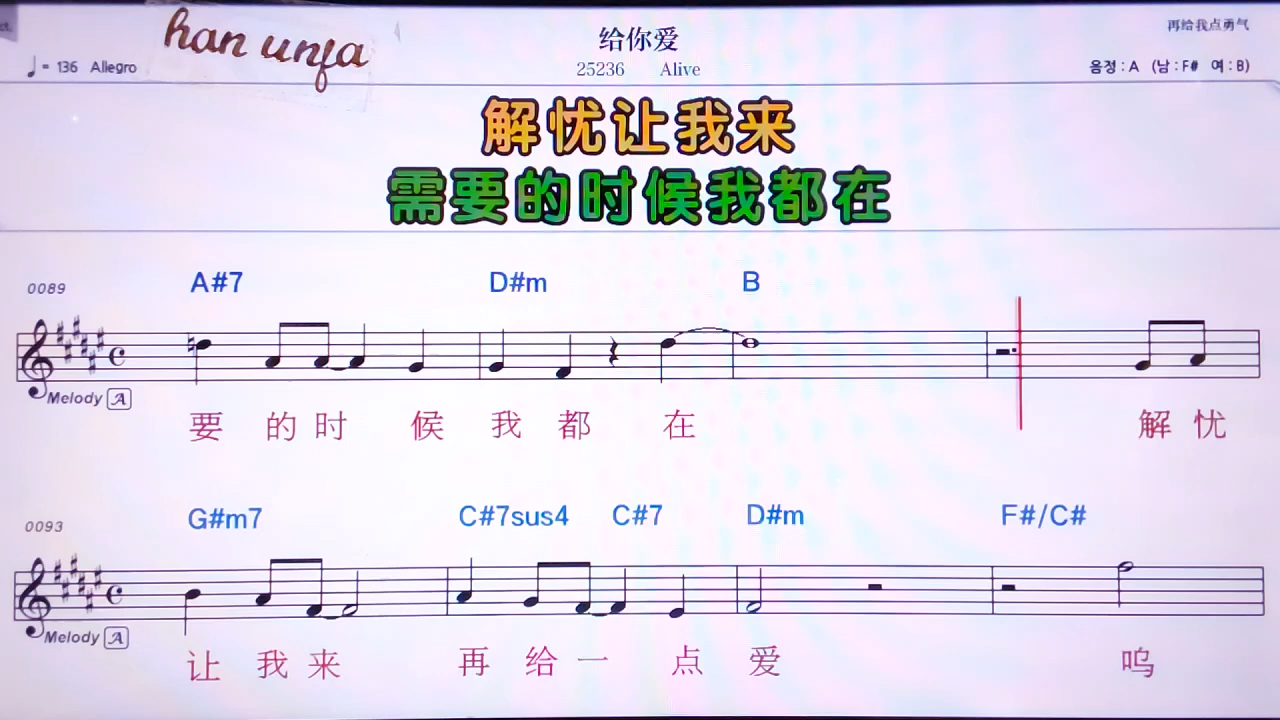 han unfa
给你爱
再给我点勇气
♩= 136 Allegro
25236 Alive
음정 : A (남 : F# 여 : B)
解忧让我来
需要的时候我都在
0089
A#7 D#m B
Melody A
要 的 时 候 我 都 在 解 忧
0093
G#m7 C#7sus4 C#7 D#m F#/C#
Melody A
让 我 来 再 给 一 点 爱 呜